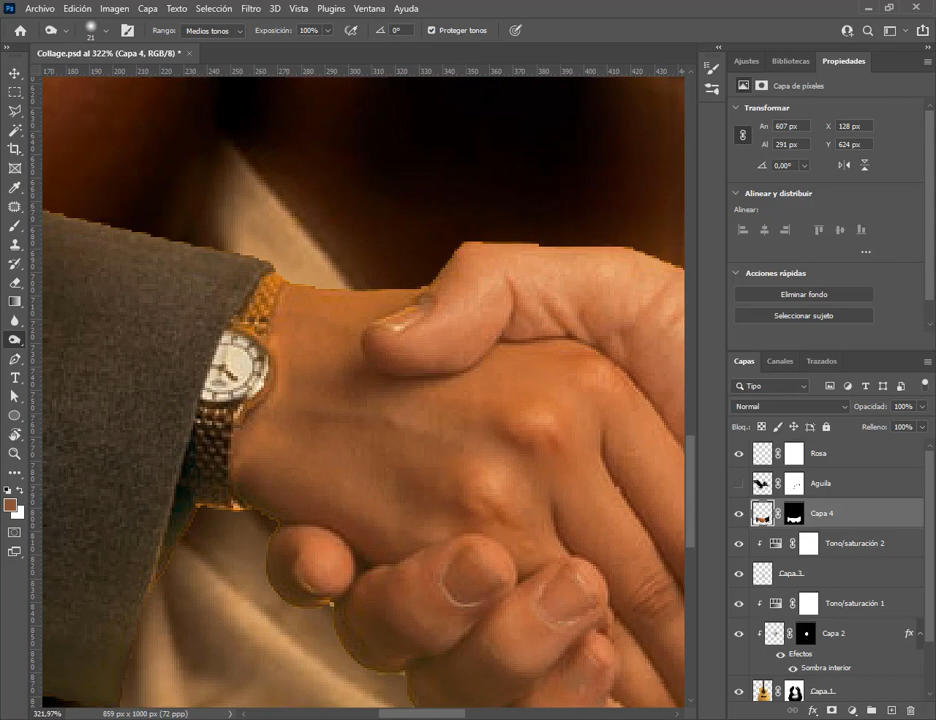 Ps Archivo Edición Imagen Capa Texto Selección Filtro 3D Vista Plugins Ventana Ayuda
21 Rango: Medios tonos Exposición: 100% 0° Proteger tonos
Collage.psd al 322% (Capa 4, RGB/8) * ×
170 180 190 200 210 220 230 240 250 260 270 280 290 300 310 320 330 340 350 360 370 380 390 400 410 420 430
Ajustes Bibliotecas Propiedades
Capa de píxeles
Transformar
An 607 px X 128 px
Al 291 px Y 624 px
0,00°
Alinear y distribuir
Alinear:
Acciones rápidas
Eliminar fondo
Seleccionar sujeto
Capas Canales Trazados
Tipo
Normal Opacidad: 100%
Bloq.: Relleno: 100%
Rosa
Aguila
Capa 4
Tono/saturación 2
Capa 3
Tono/saturación 1
Capa 2 fx
Efectos
Sombra interior
Capa 1
321,97% 859 px x 1000 px (72 ppp)